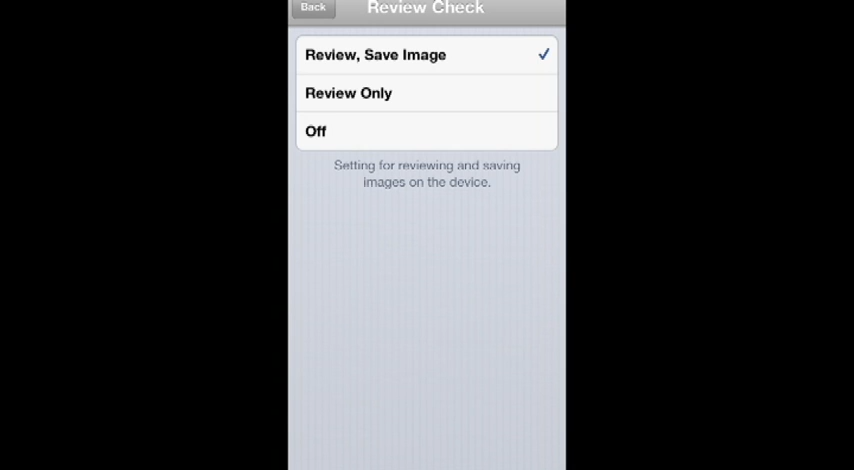 Back
Review Check
Review, Save Image
Review Only
Off
Setting for reviewing and saving
images on the device.